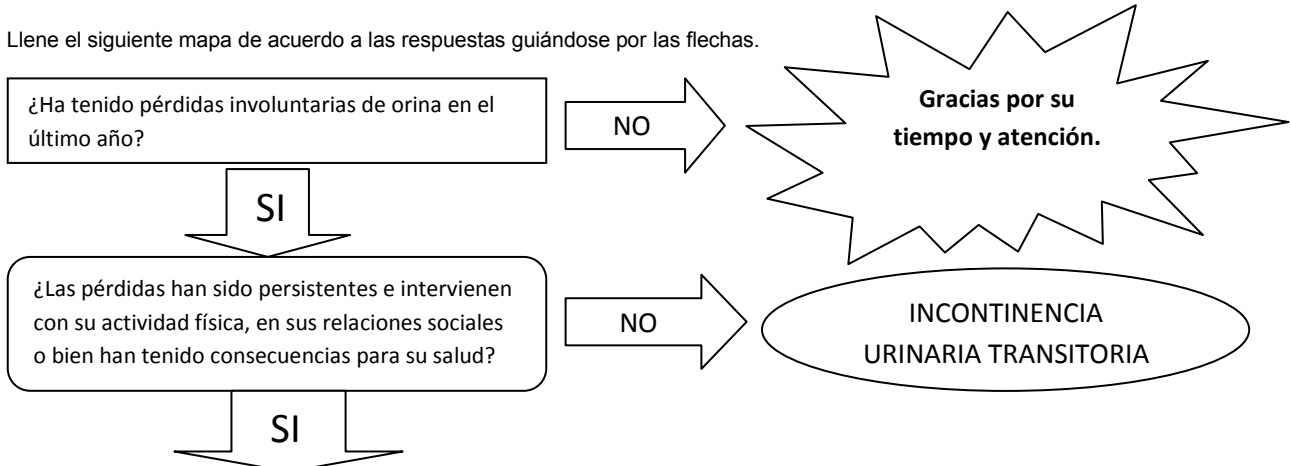 Llene el siguiente mapa de acuerdo a las respuestas guiándose por las flechas.
¿Ha tenido pérdidas involuntarias de orina en el
último año?
NO
Gracias por su
tiempo y atención.
SI
¿Las pérdidas han sido persistentes e intervienen
con su actividad física, en sus relaciones sociales
o bien han tenido consecuencias para su salud?
NO
INCONTINENCIA
URINARIA TRANSITORIA
SI